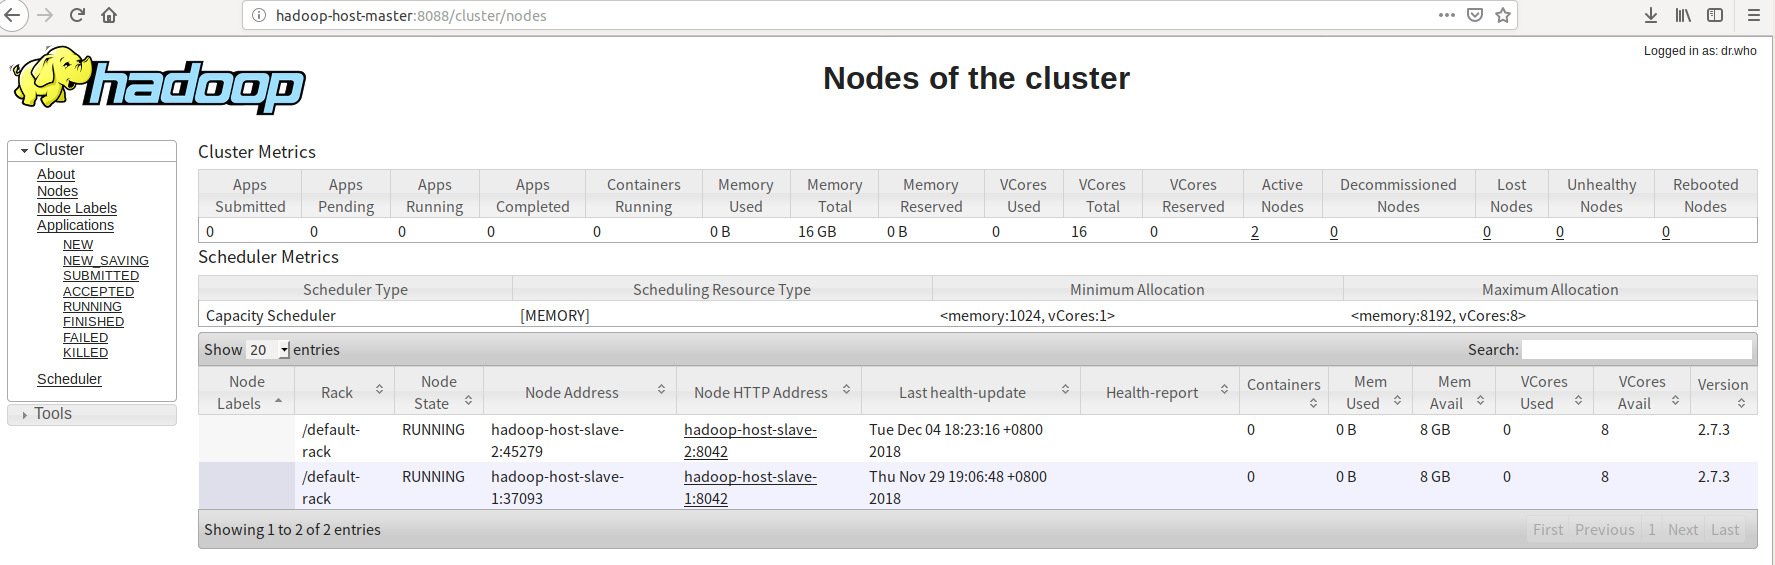 hadoop-host-master:8088/cluster/nodes
Logged in as: dr.who
hadoop
Nodes of the cluster
Cluster
About
Nodes
Node Labels
Applications
NEW
NEW_SAVING
SUBMITTED
ACCEPTED
RUNNING
FINISHED
FAILED
KILLED
Scheduler
Tools
Cluster Metrics
Apps Submitted Apps Pending Apps Running Apps Completed Containers Running Memory Used Memory Total Memory Reserved VCores Used VCores Total VCores Reserved Active Nodes Decommissioned Nodes Lost Nodes Unhealthy Nodes Rebooted Nodes
0 0 0 0 0 0 B 16 GB 0 B 0 16 0 2 0 0 0 0
Scheduler Metrics
Scheduler Type Scheduling Resource Type Minimum Allocation Maximum Allocation
Capacity Scheduler [MEMORY] <memory:1024, vCores:1> <memory:8192, vCores:8>
Show 20 entries Search:
Node Labels Rack Node State Node Address Node HTTP Address Last health-update Health-report Containers Mem Used Mem Avail VCores Used VCores Avail Version
/default-rack RUNNING hadoop-host-slave-2:45279 hadoop-host-slave-2:8042 Tue Dec 04 18:23:16 +0800 2018 0 0 B 8 GB 0 8 2.7.3
/default-rack RUNNING hadoop-host-slave-1:37093 hadoop-host-slave-1:8042 Thu Nov 29 19:06:48 +0800 2018 0 0 B 8 GB 0 8 2.7.3
Showing 1 to 2 of 2 entries First Previous 1 Next Last